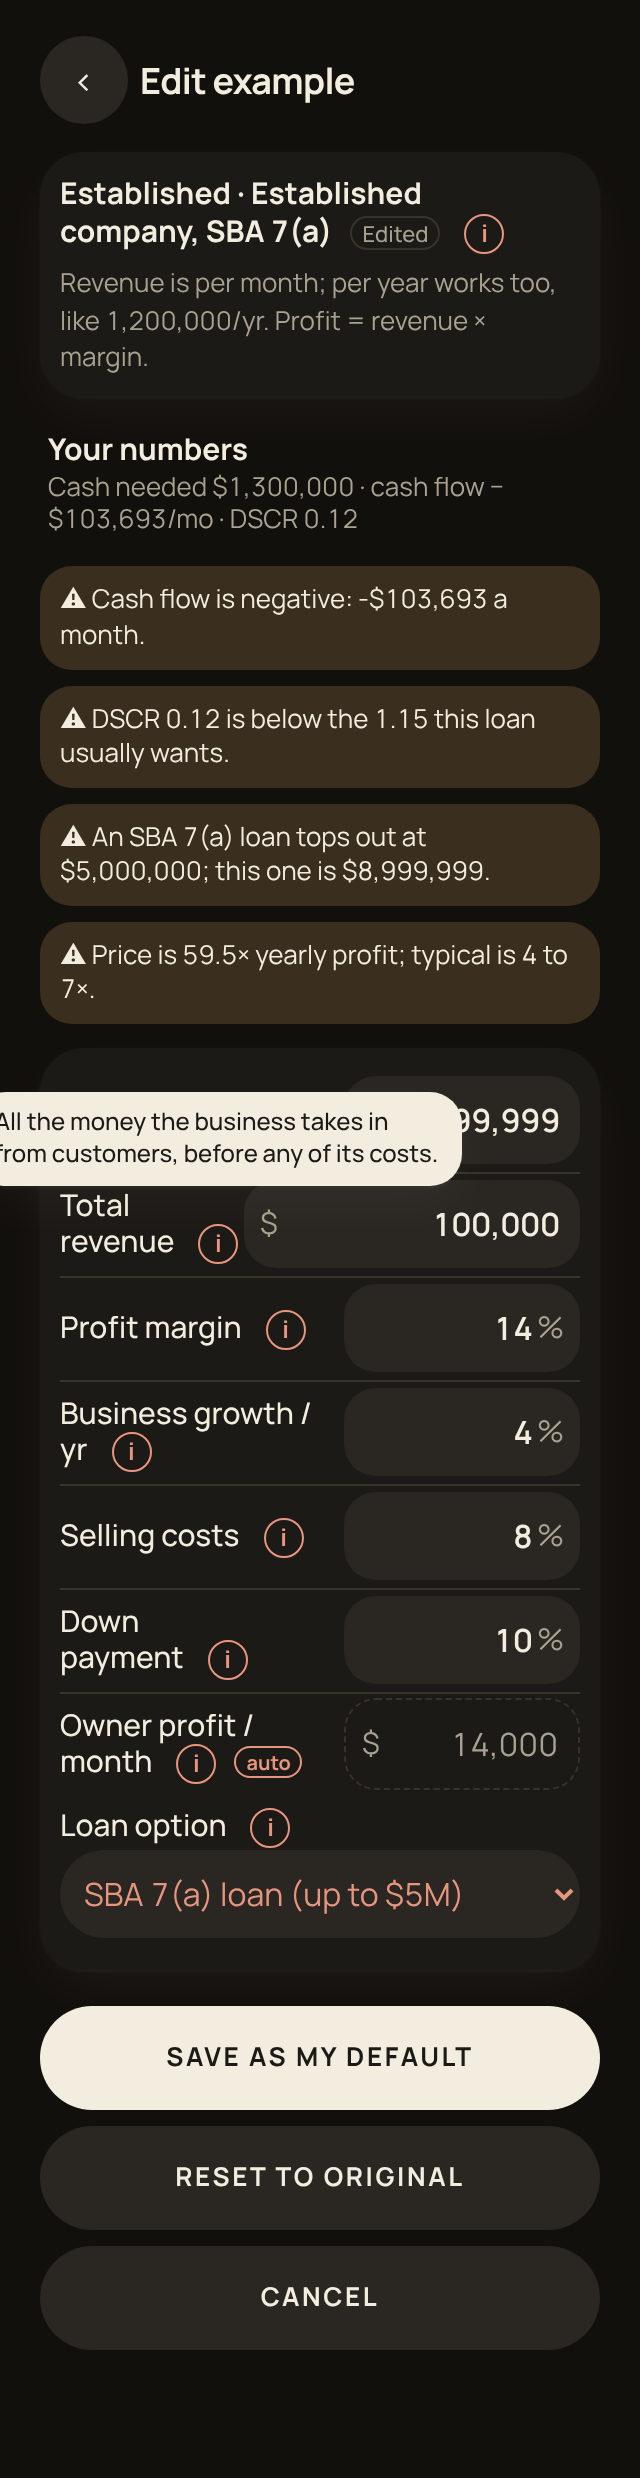 Edit example
Established · Established
company, SBA 7(a) Edited i
Revenue is per month; per year works too,
like 1,200,000/yr. Profit = revenue ×
margin.
Your numbers
Cash needed $1,300,000 · cash flow −
$103,693/mo · DSCR 0.12
⚠ Cash flow is negative: -$103,693 a
month.
⚠ DSCR 0.12 is below the 1.15 this loan
usually wants.
⚠ An SBA 7(a) loan tops out at
$5,000,000; this one is $8,999,999.
⚠ Price is 59.5× yearly profit; typical is 4 to
7×.
All the money the business takes in
from customers, before any of its costs.
99,999
Total
revenue i $ 100,000
Profit margin i 14 %
Business growth /
yr i 4 %
Selling costs i 8 %
Down
payment i 10 %
Owner profit /
month i auto $ 14,000
Loan option i
SBA 7(a) loan (up to $5M)
SAVE AS MY DEFAULT
RESET TO ORIGINAL
CANCEL